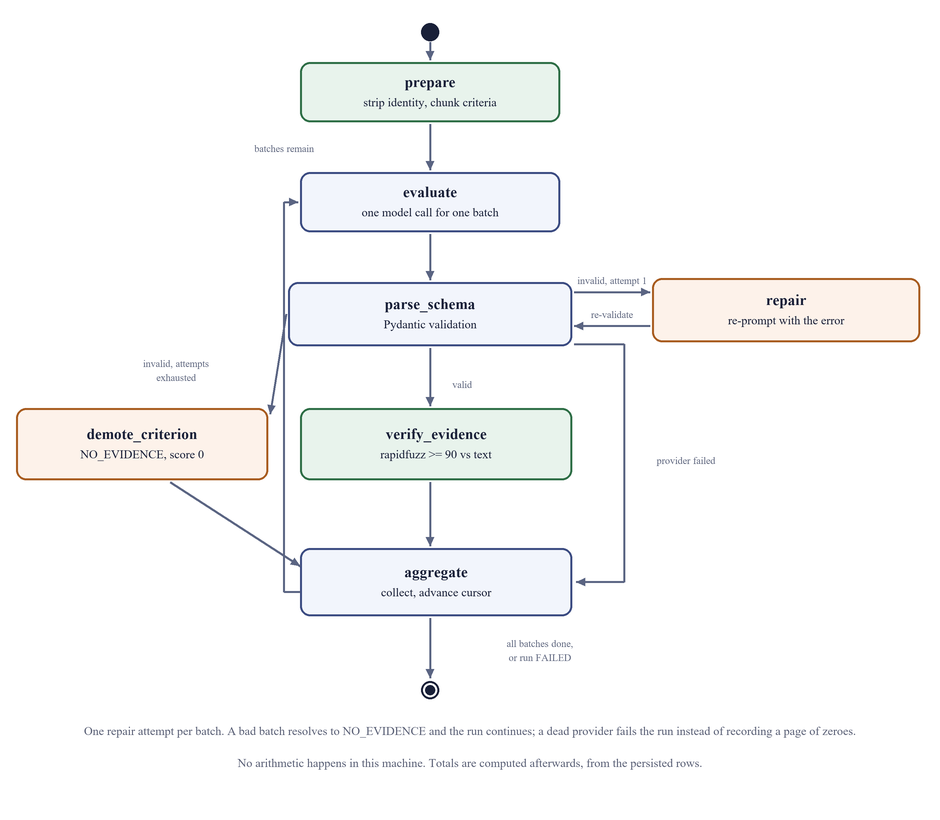 prepare
strip identity, chunk criteria
batches remain
evaluate
one model call for one batch
invalid, attempt 1
parse_schema
Pydantic validation
re-validate
repair
re-prompt with the error
invalid, attempts
exhausted
valid
demote_criterion
NO_EVIDENCE, score 0
verify_evidence
rapidfuzz >= 90 vs text
provider failed
aggregate
collect, advance cursor
all batches done,
or run FAILED
One repair attempt per batch. A bad batch resolves to NO_EVIDENCE and the run continues; a dead provider fails the run instead of recording a page of zeroes.
No arithmetic happens in this machine. Totals are computed afterwards, from the persisted rows.